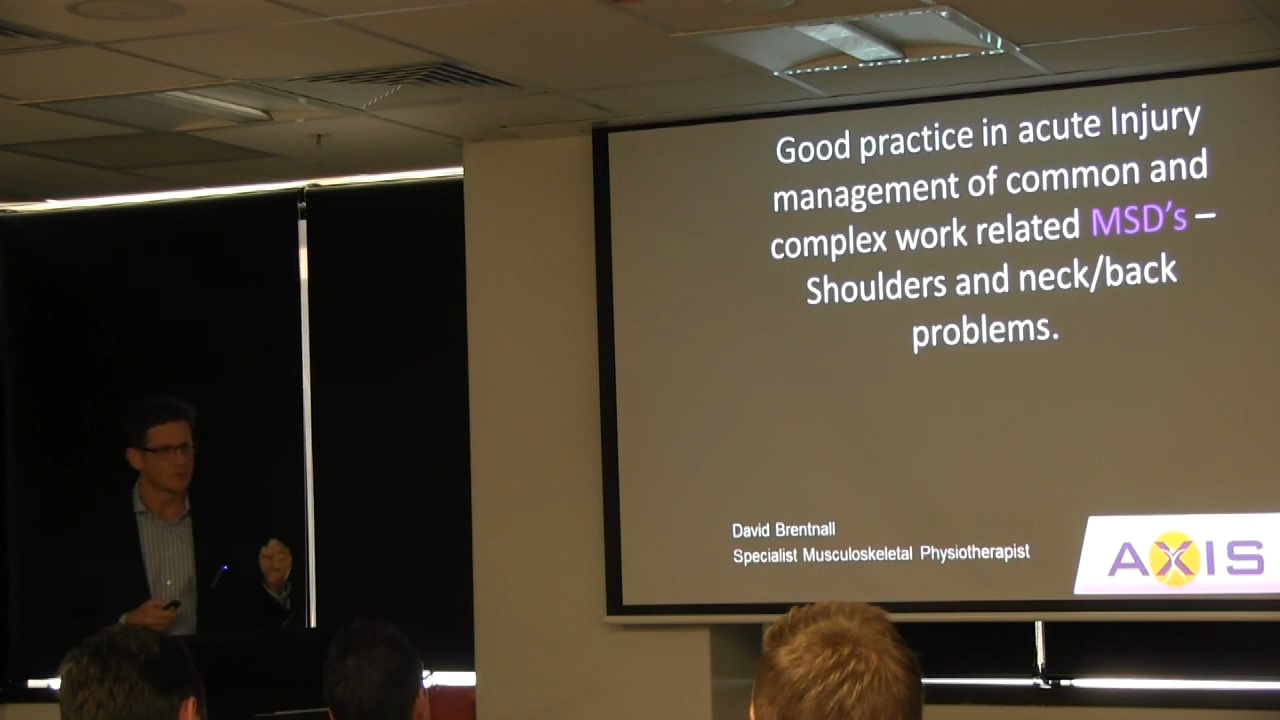 Good practice in acute Injury
management of common and
complex work related MSD's –
Shoulders and neck/back
problems.
David Brentnall
Specialist Musculoskeletal Physiotherapist
AXIS